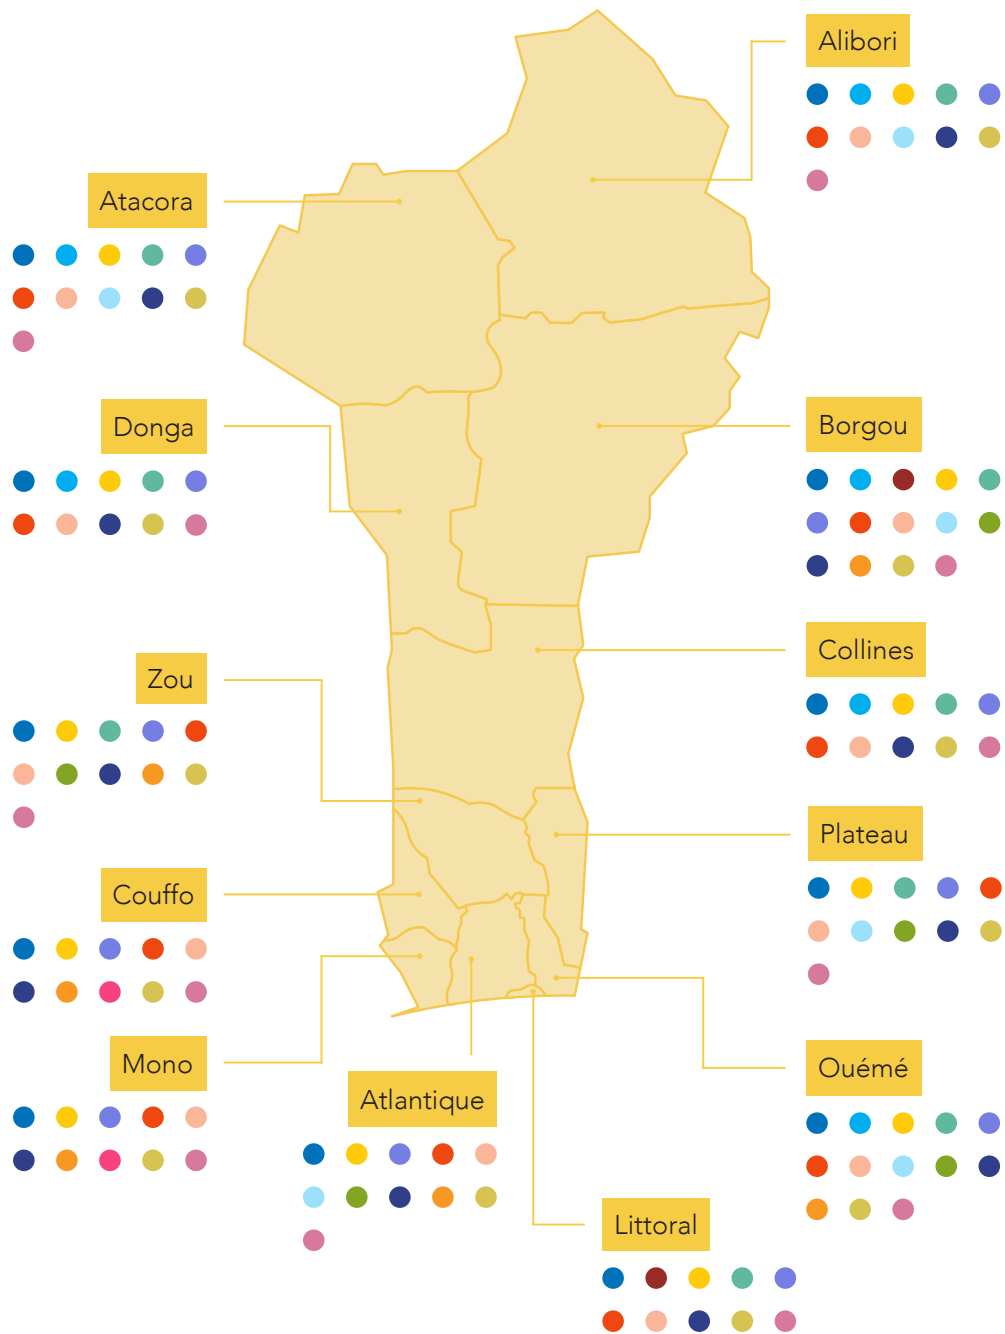 Alibori
Atacora
Donga
Borgou
Collines
Zou
Plateau
Couffo
Mono
Ouémé
Atlantique
Littoral